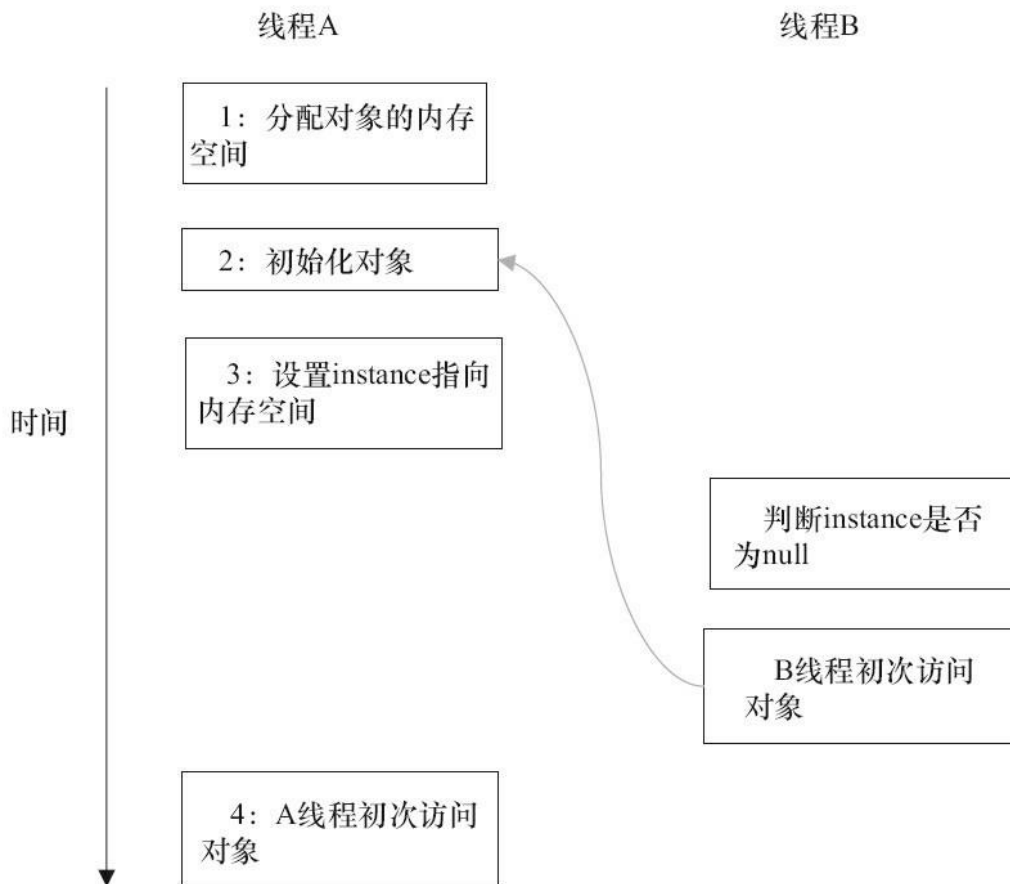 线程A
线程B
1：分配对象的内存
空间
2：初始化对象
3：设置instance指向
内存空间
时间
判断instance是否
为null
B线程初次访问
对象
4：A线程初次访问
对象